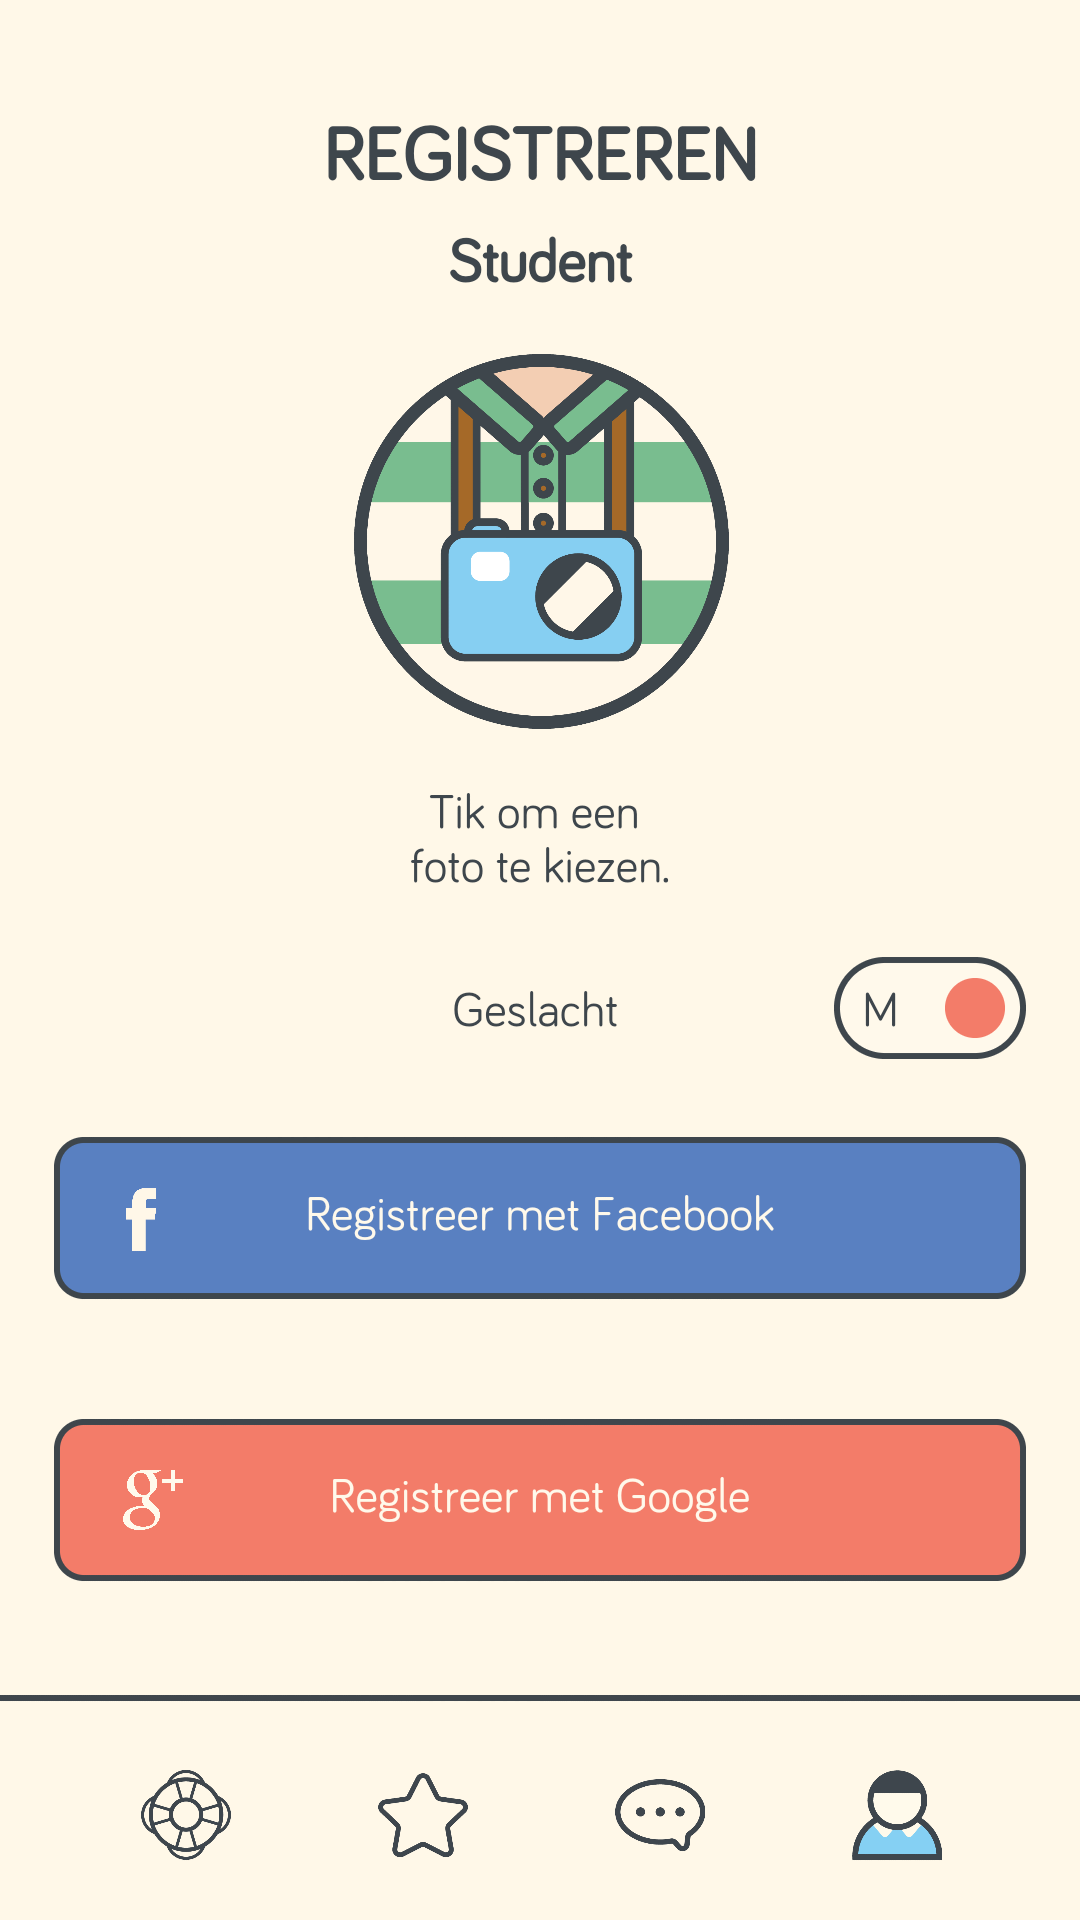 REGISTREREN
Student
Tik om een
foto te kiezen.
Geslacht
M
f
Registreer met Facebook
g+
Registreer met Google